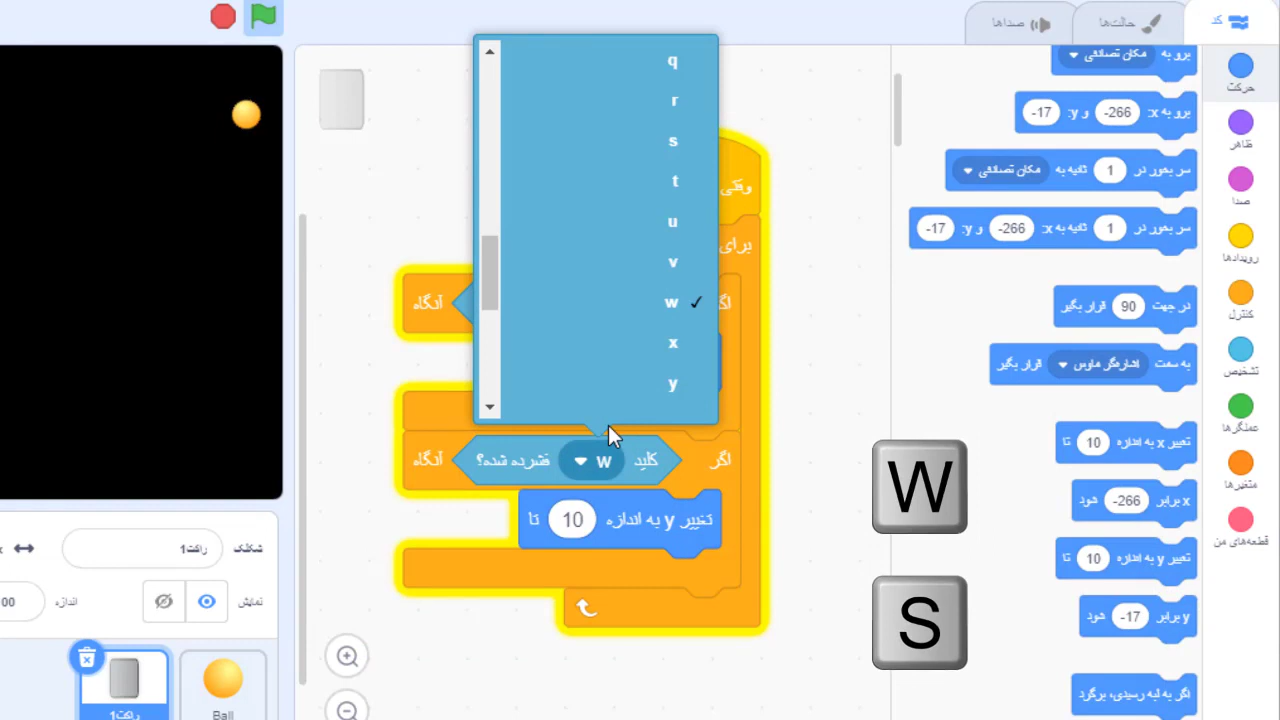 کد
حالت‌ها
صداها
حرکت
ظاهر
صدا
رویدادها
کنترل
تشخیص
عملگرها
متغیرها
قطعه‌های من
برو به مکان تصادفی
برو به x: -266 و y: -17
سر بخور در 1 ثانیه به مکان تصادفی
سر بخور در 1 ثانیه به x: -266 و y: -17
در جهت 90 قرار بگیر
به سمت اشاره‌گر ماوس قرار بگیر
تغییر x به اندازه 10 تا
x برابر -266 شود
تغییر y به اندازه 10 تا
y برابر -17 شود
اگر به لبه رسیدی، برگرد
وقتی
برای
q
r
s
t
u
v
w ✓
x
y
آنگاه
اگر کلید w فشرده شده؟ آنگاه
تغییر y به اندازه 10 تا
W
S
شکلک راکت1
نمایش
اندازه
راکت1
Ball